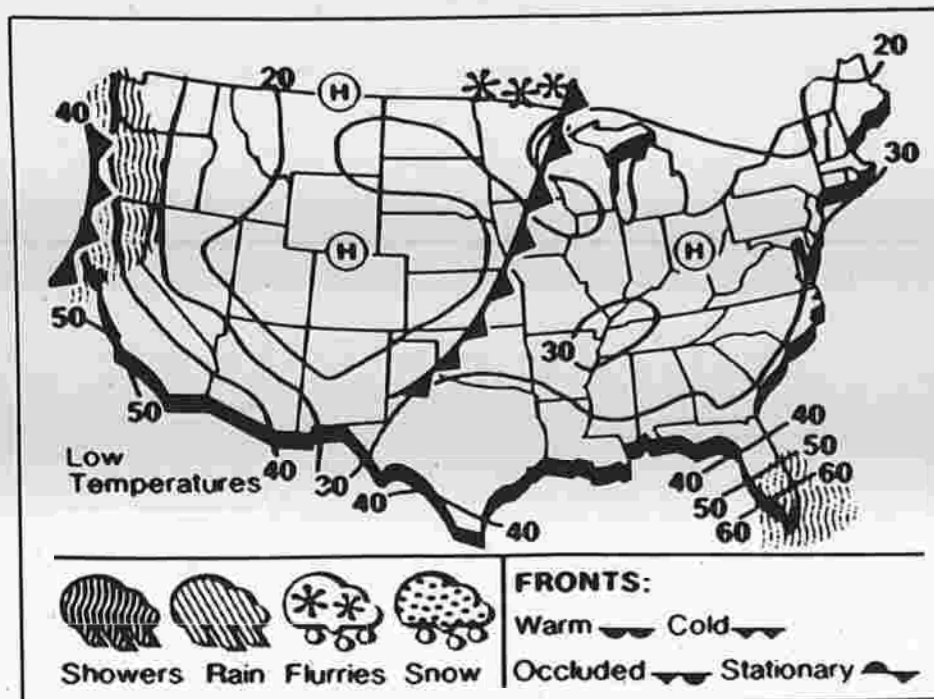 20
20
H
40
30
H
H
50
30
50
40
50
Low
Temperatures
40
30
40
60
40
50
40
60
Showers Rain Flurries Snow
FRONTS:
Warm Cold
Occluded Stationary